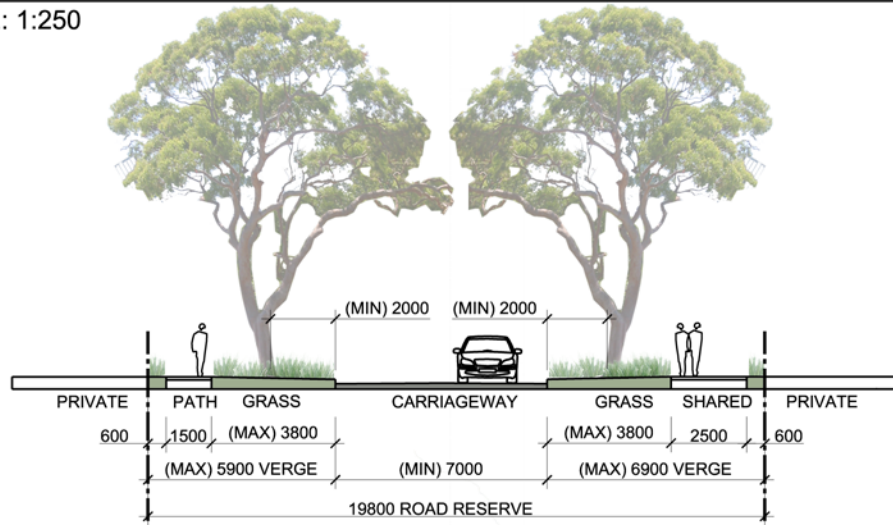 : 1:250
(MIN) 2000 (MIN) 2000
PRIVATE PATH GRASS CARRIAGEWAY GRASS SHARED PRIVATE
600 1500 (MAX) 3800 (MAX) 3800 2500 600
(MAX) 5900 VERGE (MIN) 7000 (MAX) 6900 VERGE
19800 ROAD RESERVE